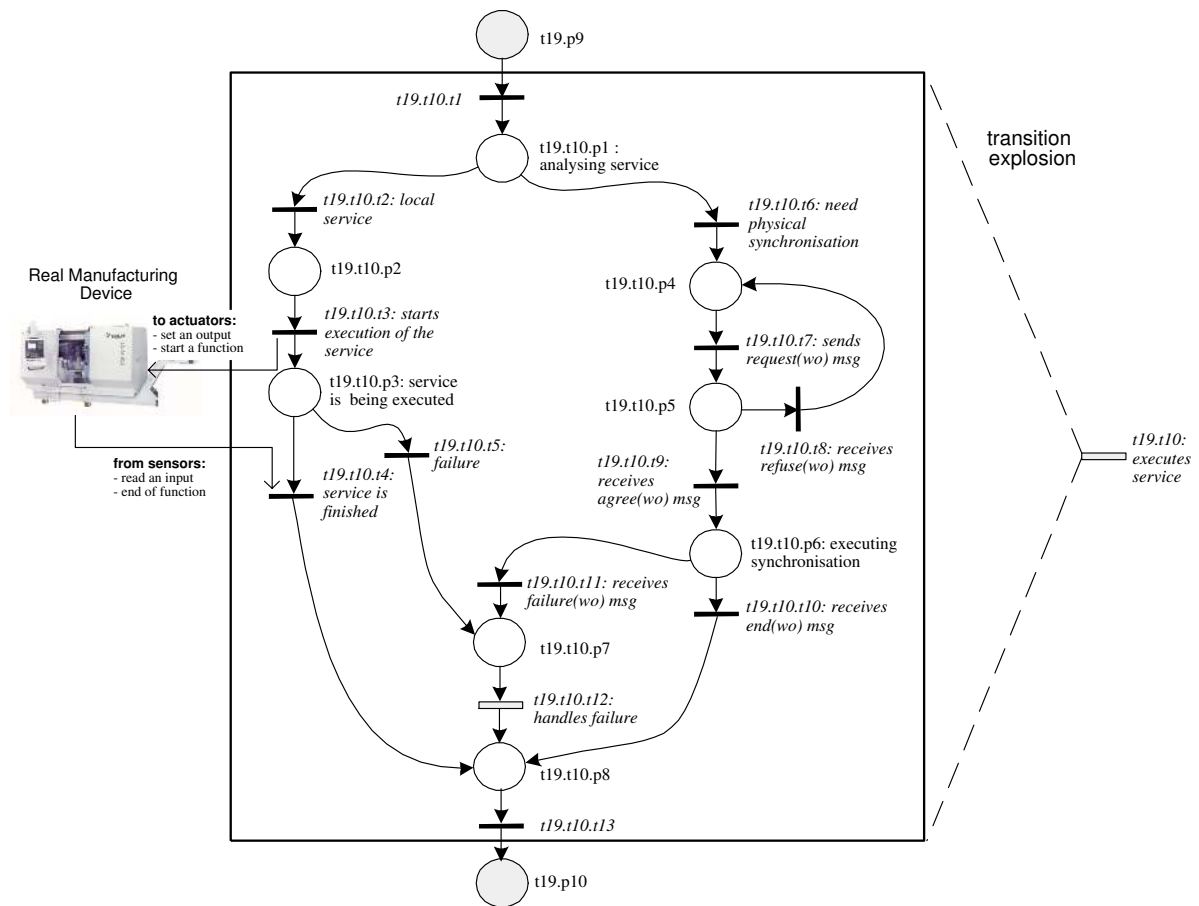 t19.p9
t19.t10.t1
transition
explosion
t19.t10.p1 :
analysing service
t19.t10.t2: local
service
t19.t10.t6: need
physical
synchronisation
Real Manufacturing
Device
t19.t10.p2
t19.t10.p4
to actuators:
- set an output
- start a function
t19.t10.t3: starts
execution of the
service
t19.t10.t7: sends
request(wo) msg
t19.t10.p3: service
is being executed
t19.t10.p5
from sensors:
- read an input
- end of function
t19.t10.t5:
failure
t19.t10.t4:
service is
finished
t19.t10.t8: receives
refuse(wo) msg
t19.t10.t9:
receives
agree(wo) msg
t19.t10:
executes
service
t19.t10.p6: executing
synchronisation
t19.t10.t11: receives
failure(wo) msg
t19.t10.t10: receives
end(wo) msg
t19.t10.p7
t19.t10.t12:
handles failure
t19.t10.p8
t19.t10.t13
t19.p10